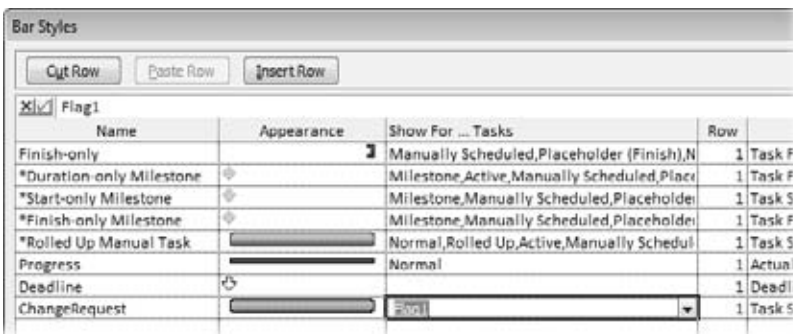 Bar Styles
Cut Row Paste Row Insert Row
Flag1
Name Appearance Show For ... Tasks Row
Finish-only Manually Scheduled,Placeholder (Finish),N 1 Task F
*Duration-only Milestone Milestone,Active,Manually Scheduled,Place 1 Task F
*Start-only Milestone Milestone,Manually Scheduled,Placeholder 1 Task S
*Finish-only Milestone Milestone,Manually Scheduled,Placeholder 1 Task F
*Rolled Up Manual Task Normal,Rolled Up,Active,Manually Schedul 1 Task S
Progress Normal 1 Actual
Deadline 1 Deadl
ChangeRequest Flag1 1 Task S